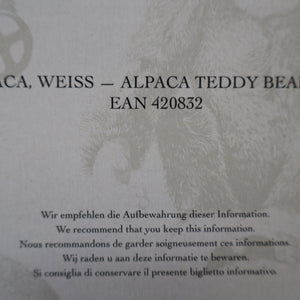 ACA, WEISS — ALPACA TEDDY BEA
EAN 420832
Wir empfehlen die Aufbewahrung dieser Information.
We recommend that you keep this information.
Nous recommandons de garder soigneusement ces informations.
Wij raden u aan deze informatie te bewaren.
Si consiglia di conservare il presente biglietto informativo.